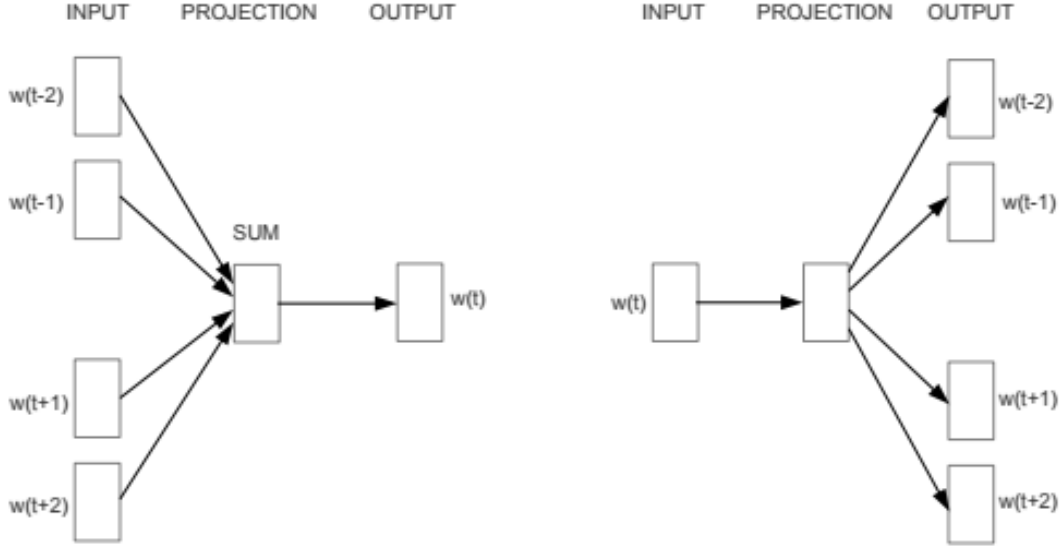 INPUT PROJECTION OUTPUT
w(t-2)
w(t-1)
SUM
w(t)
w(t+1)
w(t+2)
INPUT PROJECTION OUTPUT
w(t-2)
w(t-1)
w(t)
w(t+1)
w(t+2)